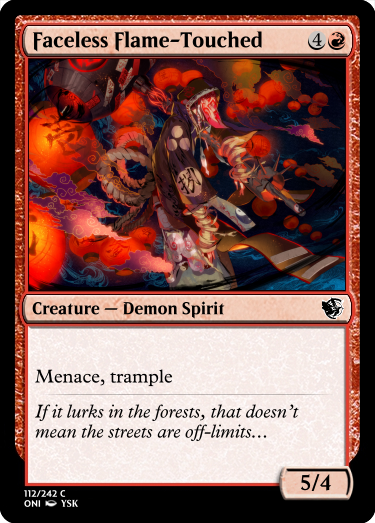 Faceless Flame-Touched
4
Creature — Demon Spirit
Menace, trample
If it lurks in the forests, that doesn't
mean the streets are off-limits…
5/4
112/242 C
ONI YSK